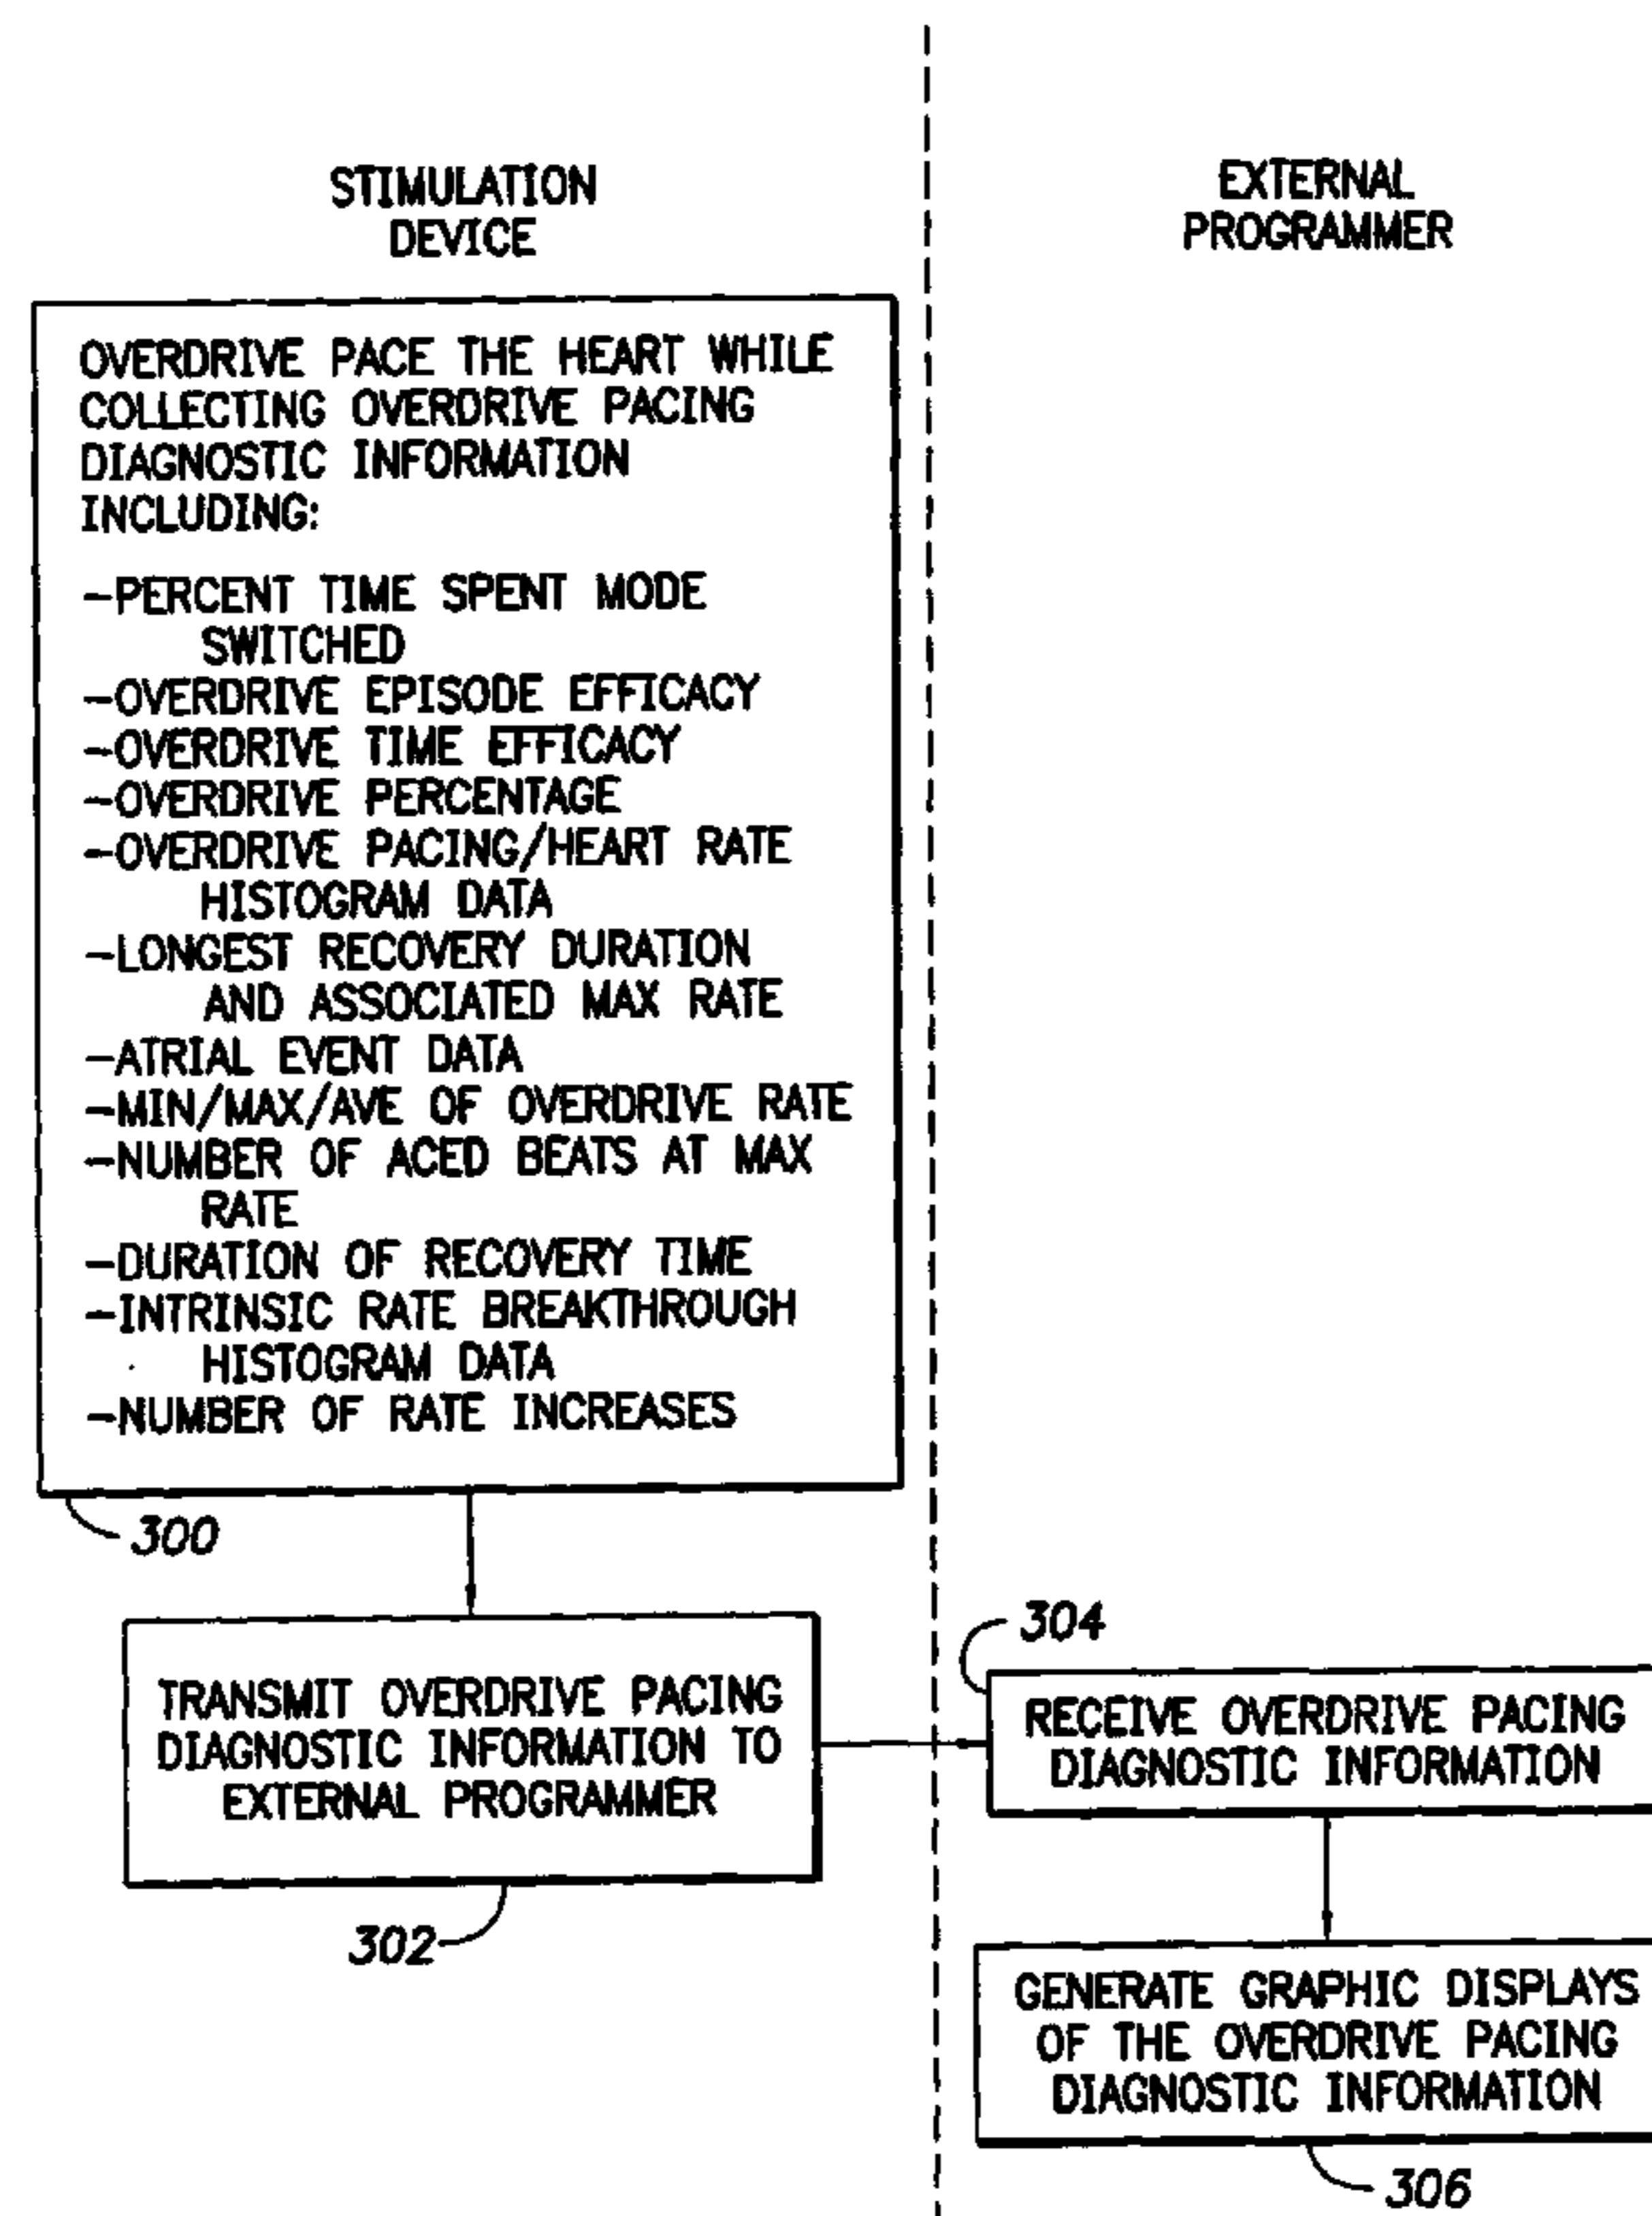 STIMULATION
DEVICE
EXTERNAL
PROGRAMMER
OVERDRIVE PACE THE HEART WHILE
COLLECTING OVERDRIVE PACING
DIAGNOSTIC INFORMATION
INCLUDING:
-PERCENT TIME SPENT MODE
SWITCHED
-OVERDRIVE EPISODE EFFICACY
-OVERDRIVE TIME EFFICACY
-OVERDRIVE PERCENTAGE
-OVERDRIVE PACING/HEART RATE
HISTOGRAM DATA
-LONGEST RECOVERY DURATION
AND ASSOCIATED MAX RATE
-ATRIAL EVENT DATA
-MIN/MAX/AVE OF OVERDRIVE RATE
-NUMBER OF ACED BEATS AT MAX
RATE
-DURATION OF RECOVERY TIME
-INTRINSIC RATE BREAKTHROUGH
HISTOGRAM DATA
-NUMBER OF RATE INCREASES
300
TRANSMIT OVERDRIVE PACING
DIAGNOSTIC INFORMATION TO
EXTERNAL PROGRAMMER
302
304
RECEIVE OVERDRIVE PACING
DIAGNOSTIC INFORMATION
GENERATE GRAPHIC DISPLAYS
OF THE OVERDRIVE PACING
DIAGNOSTIC INFORMATION
306